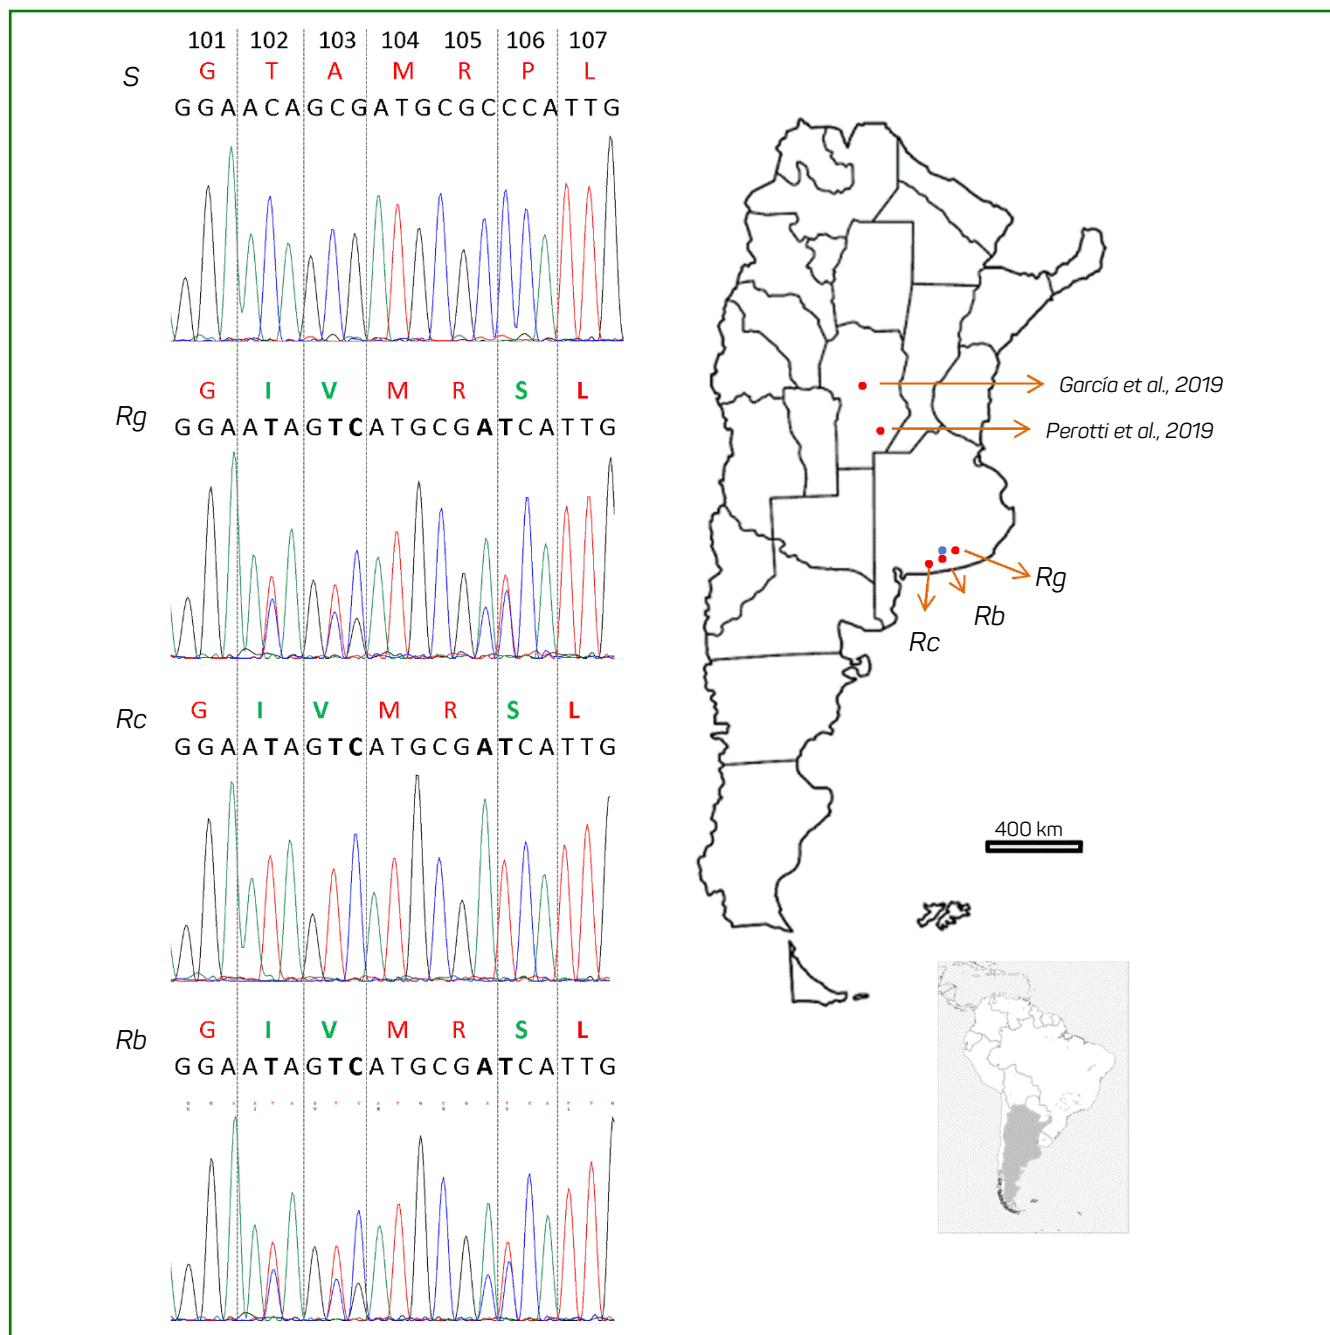 101 102 103 104 105 106 107
S
G T A M R P L
GGAACAGCGATGCGCCCATTG
Rg
G I V M R S L
GGAATAGTCATGCGATCATTG
Rc
G I V M R S L
GGAATAGTCATGCGATCATTG
Rb
G I V M R S L
GGAATAGTCATGCGATCATTG
García et al., 2019
Perotti et al., 2019
Rg
Rb
Rc
400 km